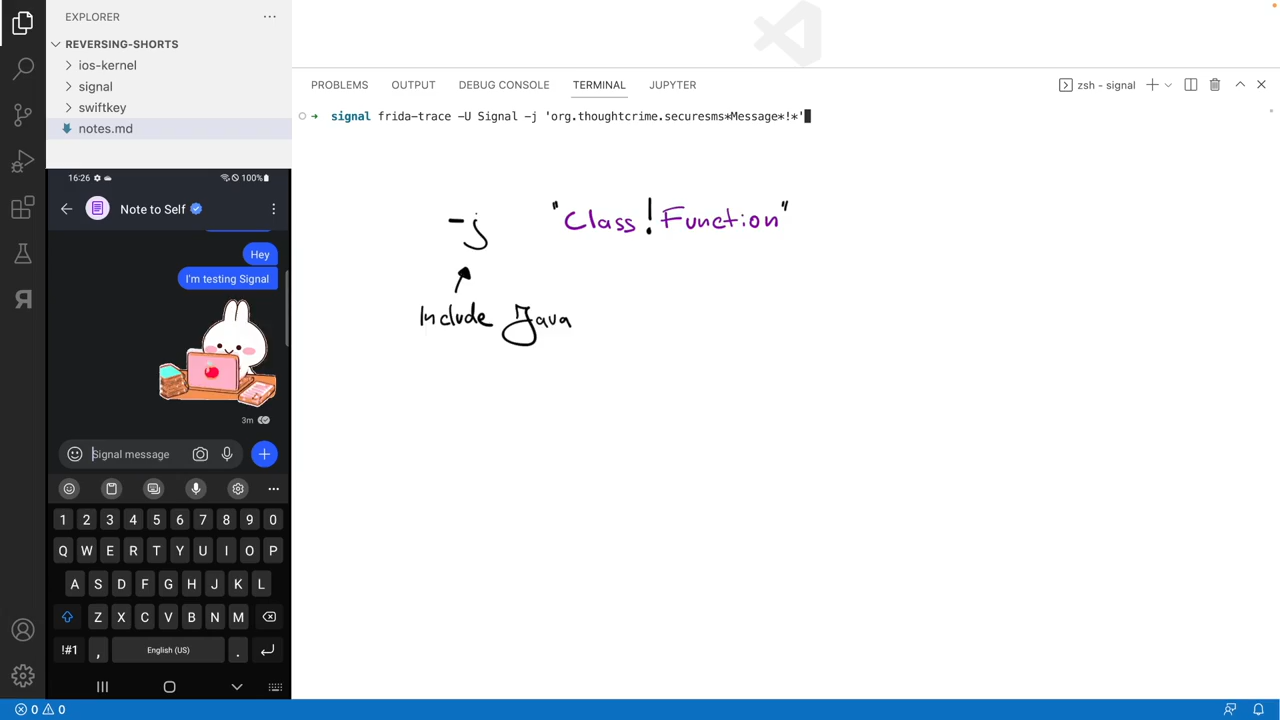 EXPLORER
REVERSING-SHORTS
ios-kernel
signal
swiftkey
notes.md
PROBLEMS OUTPUT DEBUG CONSOLE TERMINAL JUPYTER
zsh - signal
signal frida-trace -U Signal -j 'org.thoughtcrime.securesms*Message*!*'
-j "Class!Function"
Include Java
16:26 100%
Note to Self
Hey
I'm testing Signal
3m
Signal message
1 2 3 4 5 6 7 8 9 0
Q W E R T Y U I O P
A S D F G H J K L
Z X C V B N M
!#1 , English (US) .
0 0